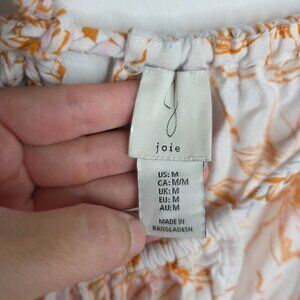 joie
US: M
CA: M/M
UK: M
EU: M
AU: M
MADE IN
BANGLADESH